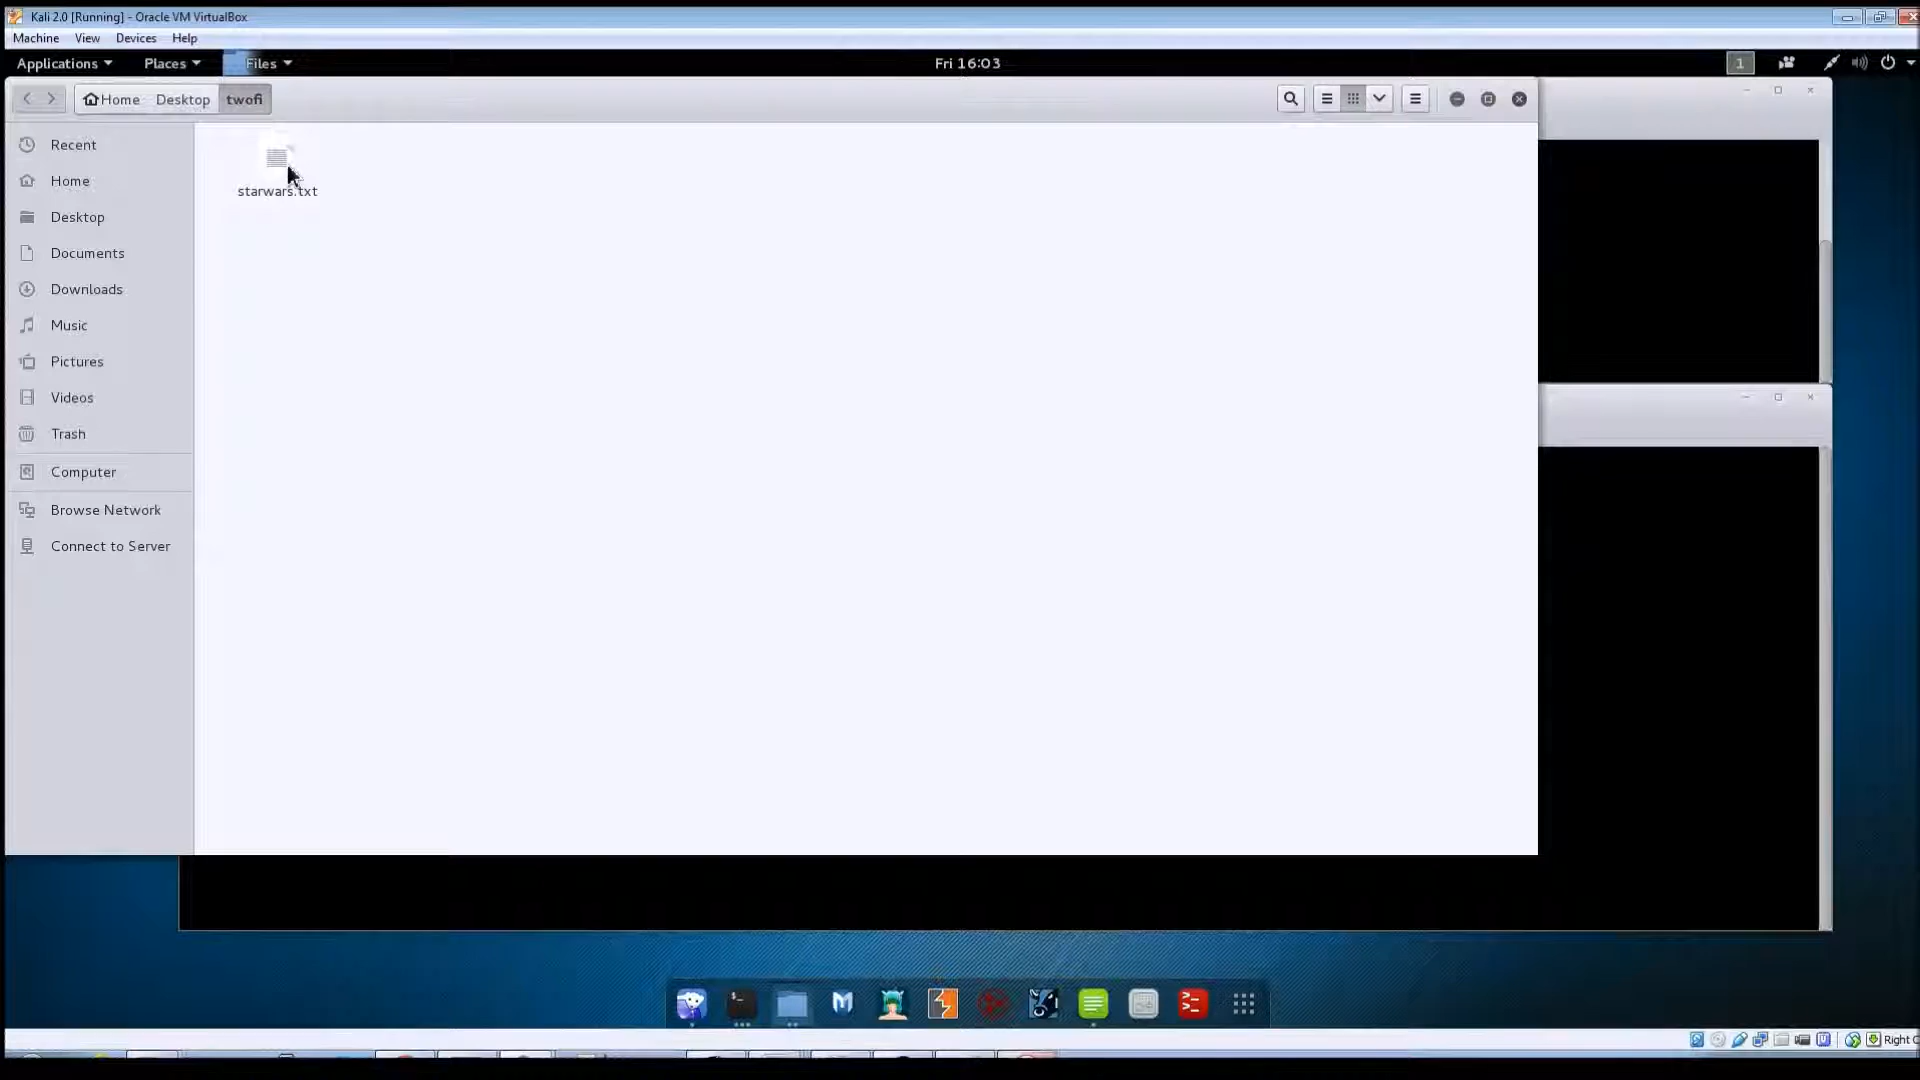 Kali 2.0 [Running] - Oracle VM VirtualBox
Machine View Devices Help
Applications Places Files Fri 16:03 1
Home Desktop twofi
Recent
starwars.txt
Home
Desktop
Documents
Downloads
Music
Pictures
Videos
Trash
Computer
Browse Network
Connect to Server
Right C